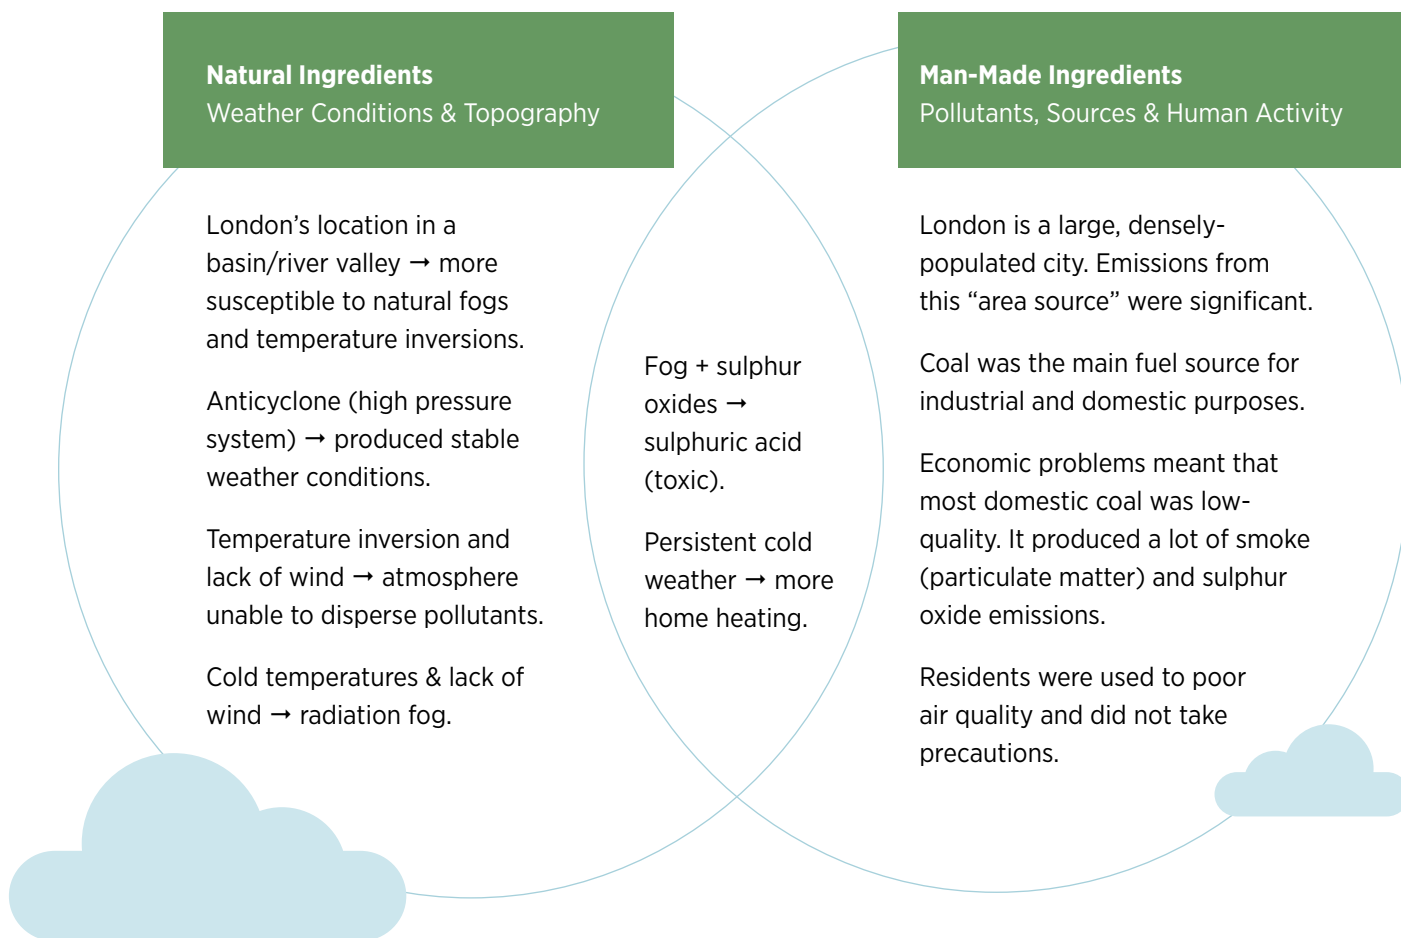 Natural Ingredients
Weather Conditions & Topography
London’s location in a
basin/river valley → more
susceptible to natural fogs
and temperature inversions.
Anticyclone (high pressure
system) → produced stable
weather conditions.
Temperature inversion and
lack of wind → atmosphere
unable to disperse pollutants.
Cold temperatures & lack of
wind → radiation fog.
Fog + sulphur
oxides →
sulphuric acid
(toxic).
Persistent cold
weather → more
home heating.
Man-Made Ingredients
Pollutants, Sources & Human Activity
London is a large, densely-
populated city. Emissions from
this “area source” were significant.
Coal was the main fuel source for
industrial and domestic purposes.
Economic problems meant that
most domestic coal was low-
quality. It produced a lot of smoke
(particulate matter) and sulphur
oxide emissions.
Residents were used to poor
air quality and did not take
precautions.